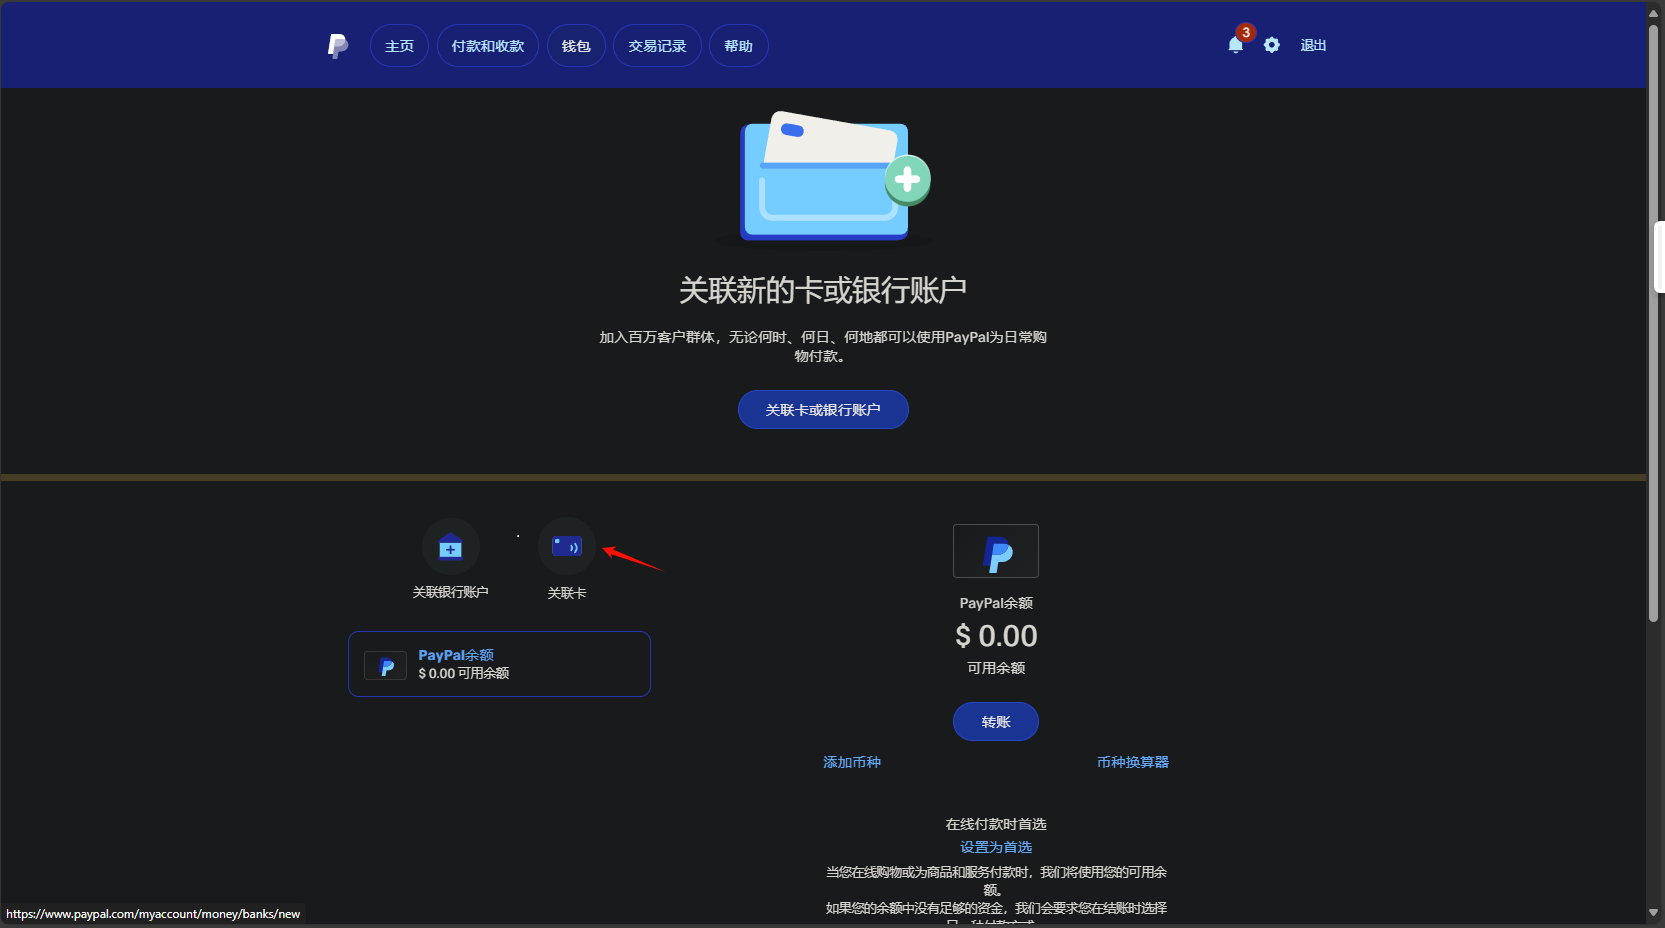 主页
付款和收款
钱包
交易记录
帮助
3
退出
关联新的卡或银行账户
加入百万客户群体，无论何时、何日、何地都可以使用PayPal为日常购
物付款。
关联卡或银行账户
关联银行账户
关联卡
PayPal余额
$ 0.00 可用余额
PayPal余额
$ 0.00
可用余额
转账
添加币种
币种换算器
在线付款时首选
设置为首选
当您在线购物或为商品和服务付款时，我们将使用您的可用余
额。
如果您的余额中没有足够的资金，我们会要求您在结账时选择
https://www.paypal.com/myaccount/money/banks/new